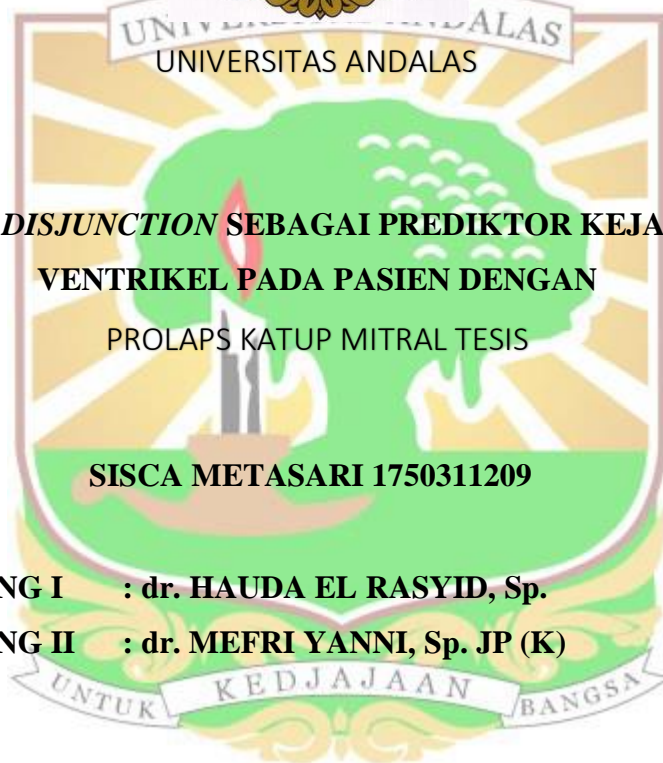 UNIVERSITAS ANDALAS
UNIVERSITAS ANDALAS
DISJUNCTION SEBAGAI PREDIKTOR KEJA
VENTRIKEL PADA PASIEN DENGAN
PROLAPS KATUP MITRAL TESIS
SISCA METASARI 1750311209
NG I : dr. HAUDA EL RASYID, Sp.
NG II : dr. MEFRI YANNI, Sp. JP (K)
UNTUK KEDJAJAAN BANGSA